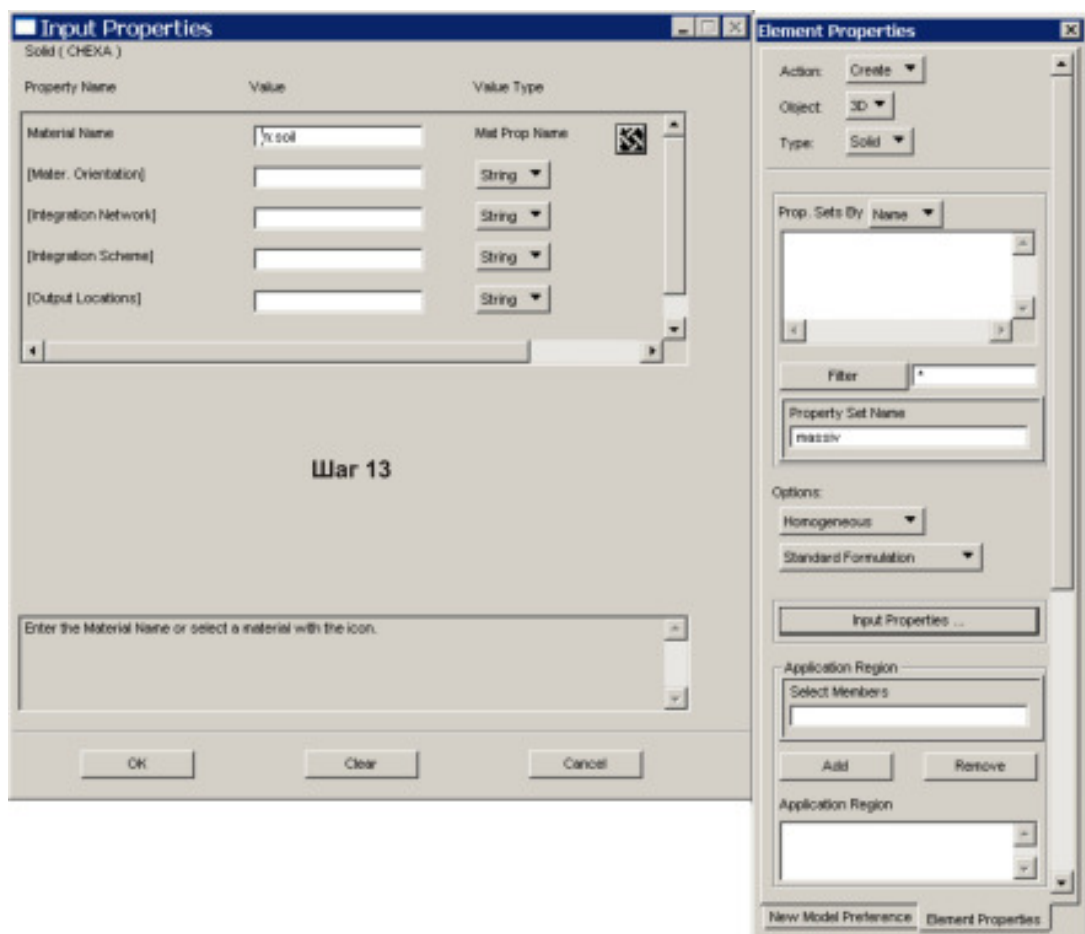 Input Properties
Solid ( CHEXA )
Property Name Value Value Type
Material Name m:soil Mat Prop Name
[Mater. Orientation] String
[Integration Network] String
[Integration Scheme] String
[Output Locations] String
Шаг 13
Enter the Material Name or select a material with the icon.
OK Clear Cancel
Element Properties
Action: Create
Object: 3D
Type: Solid
Prop. Sets By Name
Filter *
Property Set Name
massiv
Options:
Homogeneous
Standard Formulation
Input Properties ...
Application Region
Select Members
Add Remove
Application Region
New Model Preference Element Properties